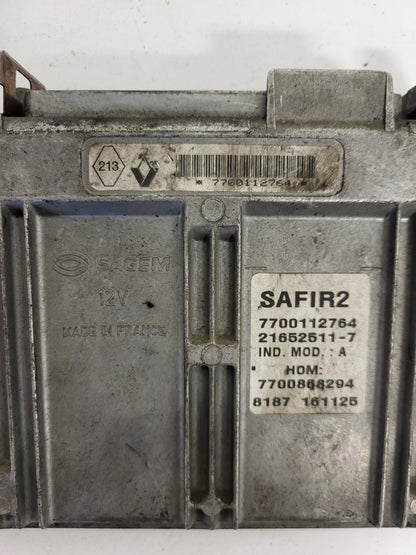 213
* 7700112764 *
SAGEM
12V
MADE IN FRANCE
SAFIR2
7700112764
21652511-7
IND. MOD. : A
HOM:
7700868294
8187 161125